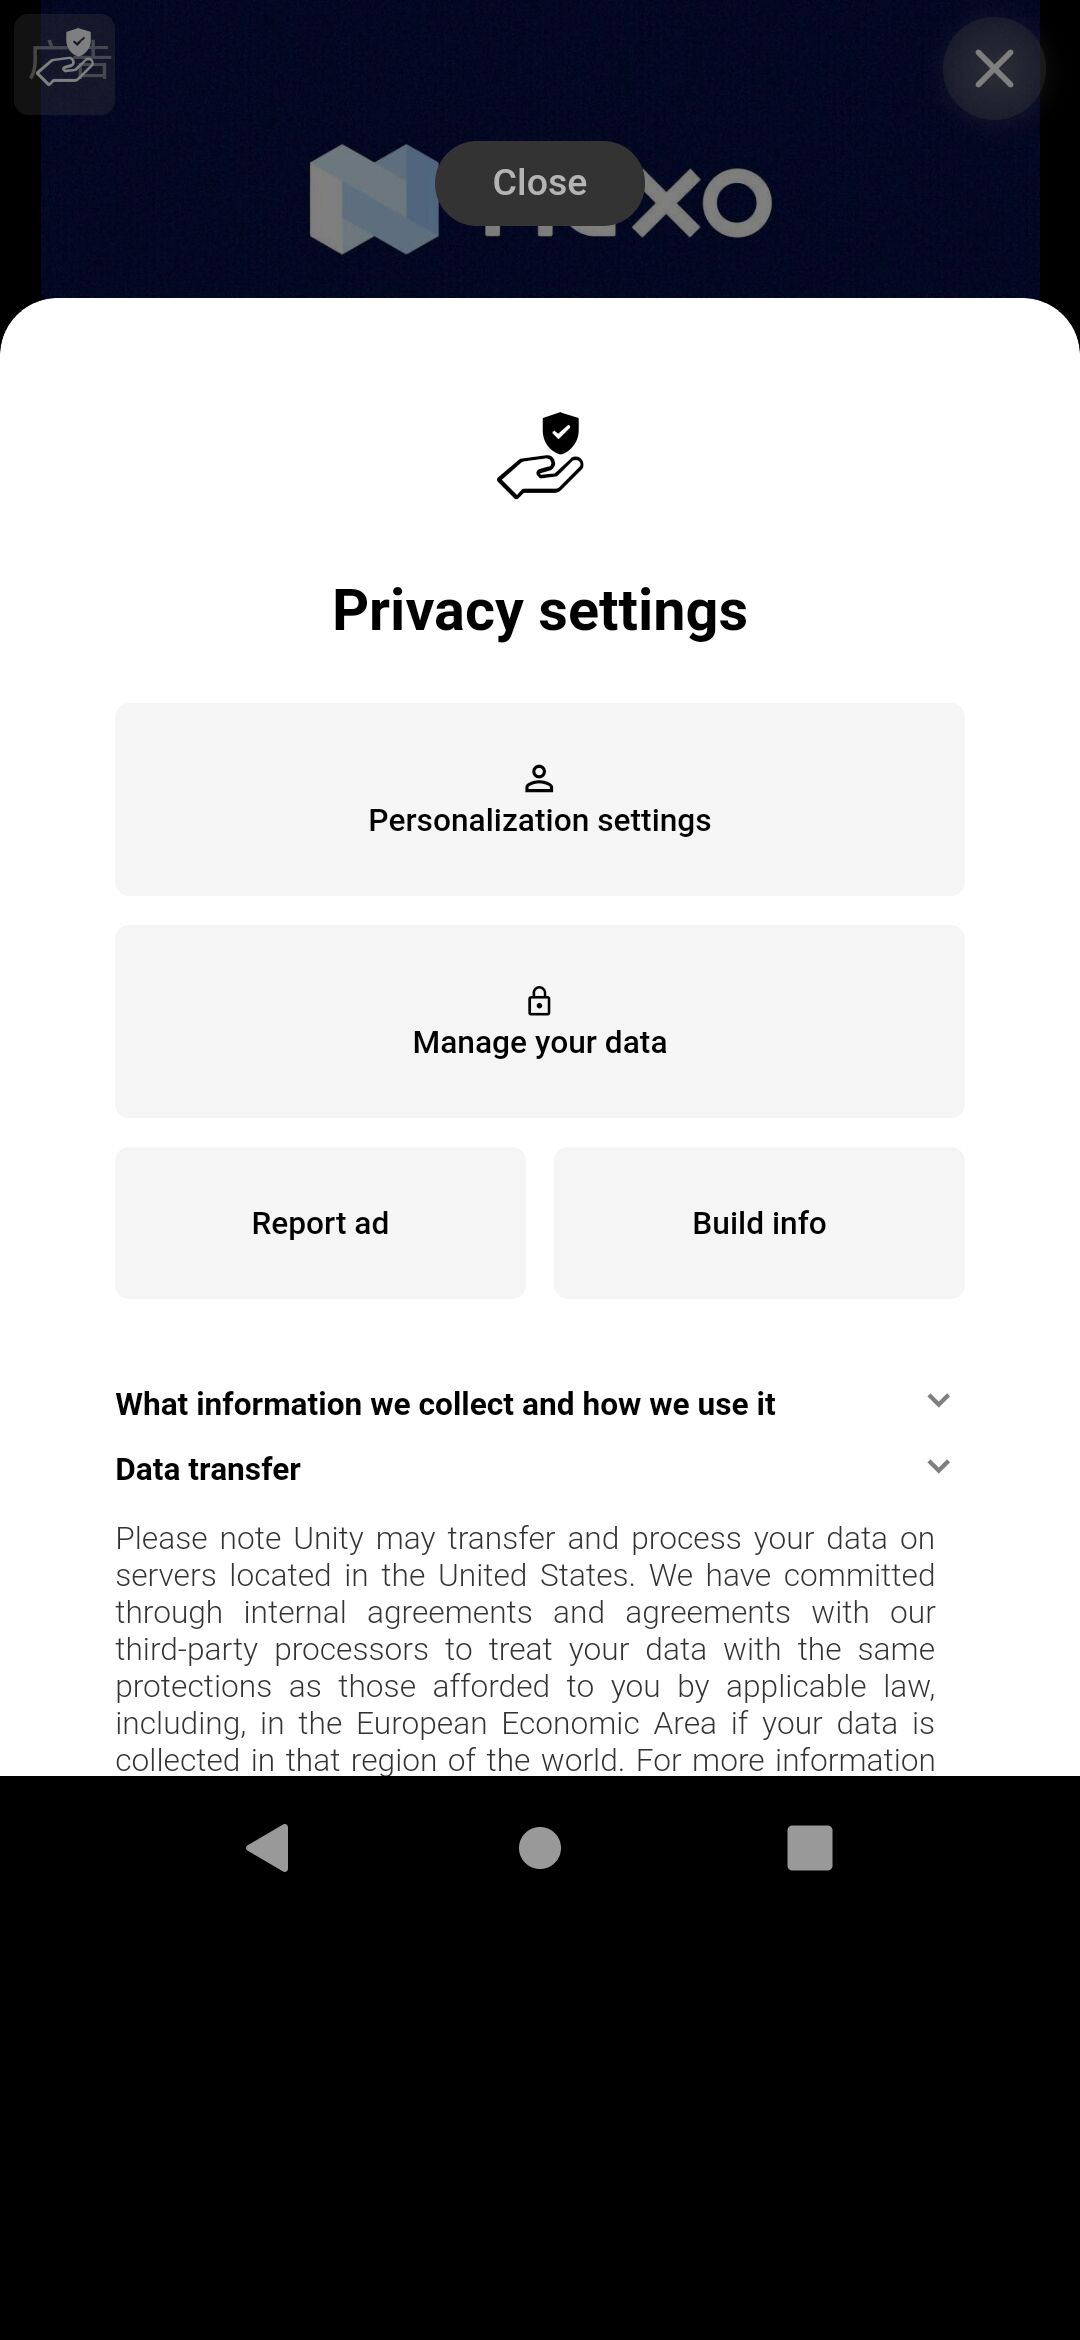 广告
Close
nexo
Privacy settings
Personalization settings
Manage your data
Report ad
Build info
What information we collect and how we use it
Data transfer
Please note Unity may transfer and process your data on
servers located in the United States. We have committed
through internal agreements and agreements with our
third-party processors to treat your data with the same
protections as those afforded to you by applicable law,
including, in the European Economic Area if your data is
collected in that region of the world. For more information